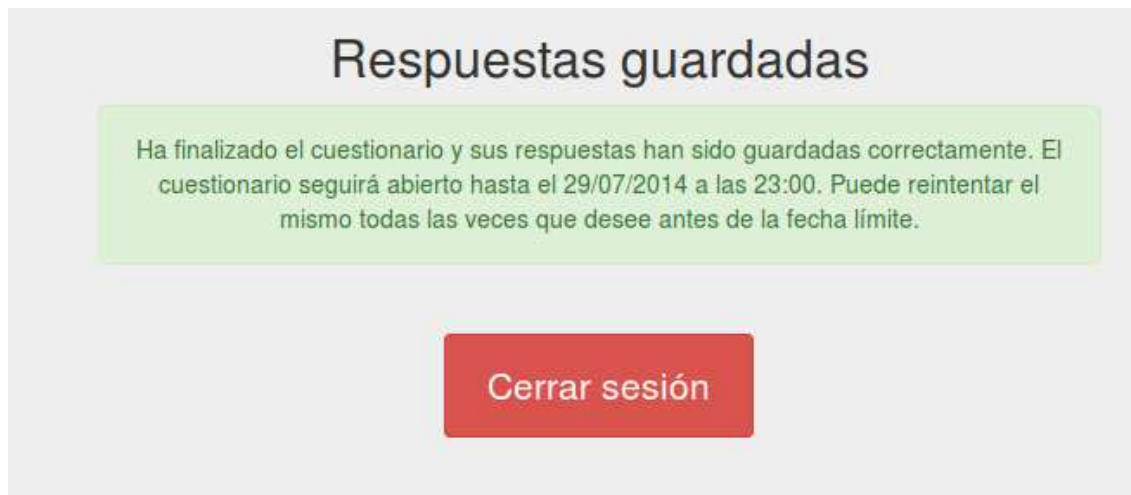 Respuestas guardadas
Ha finalizado el cuestionario y sus respuestas han sido guardadas correctamente. El
cuestionario seguirá abierto hasta el 29/07/2014 a las 23:00. Puede reintentar el
mismo todas las veces que desee antes de la fecha límite.
Cerrar sesión